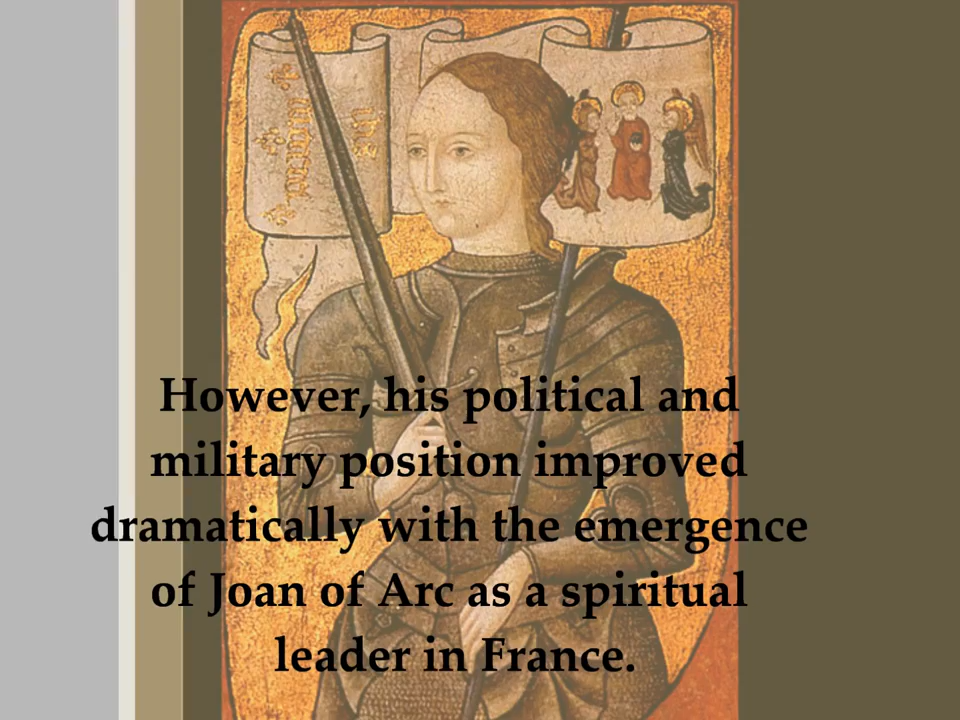 ihs
However, his political and
military position improved
dramatically with the emergence
of Joan of Arc as a spiritual
leader in France.